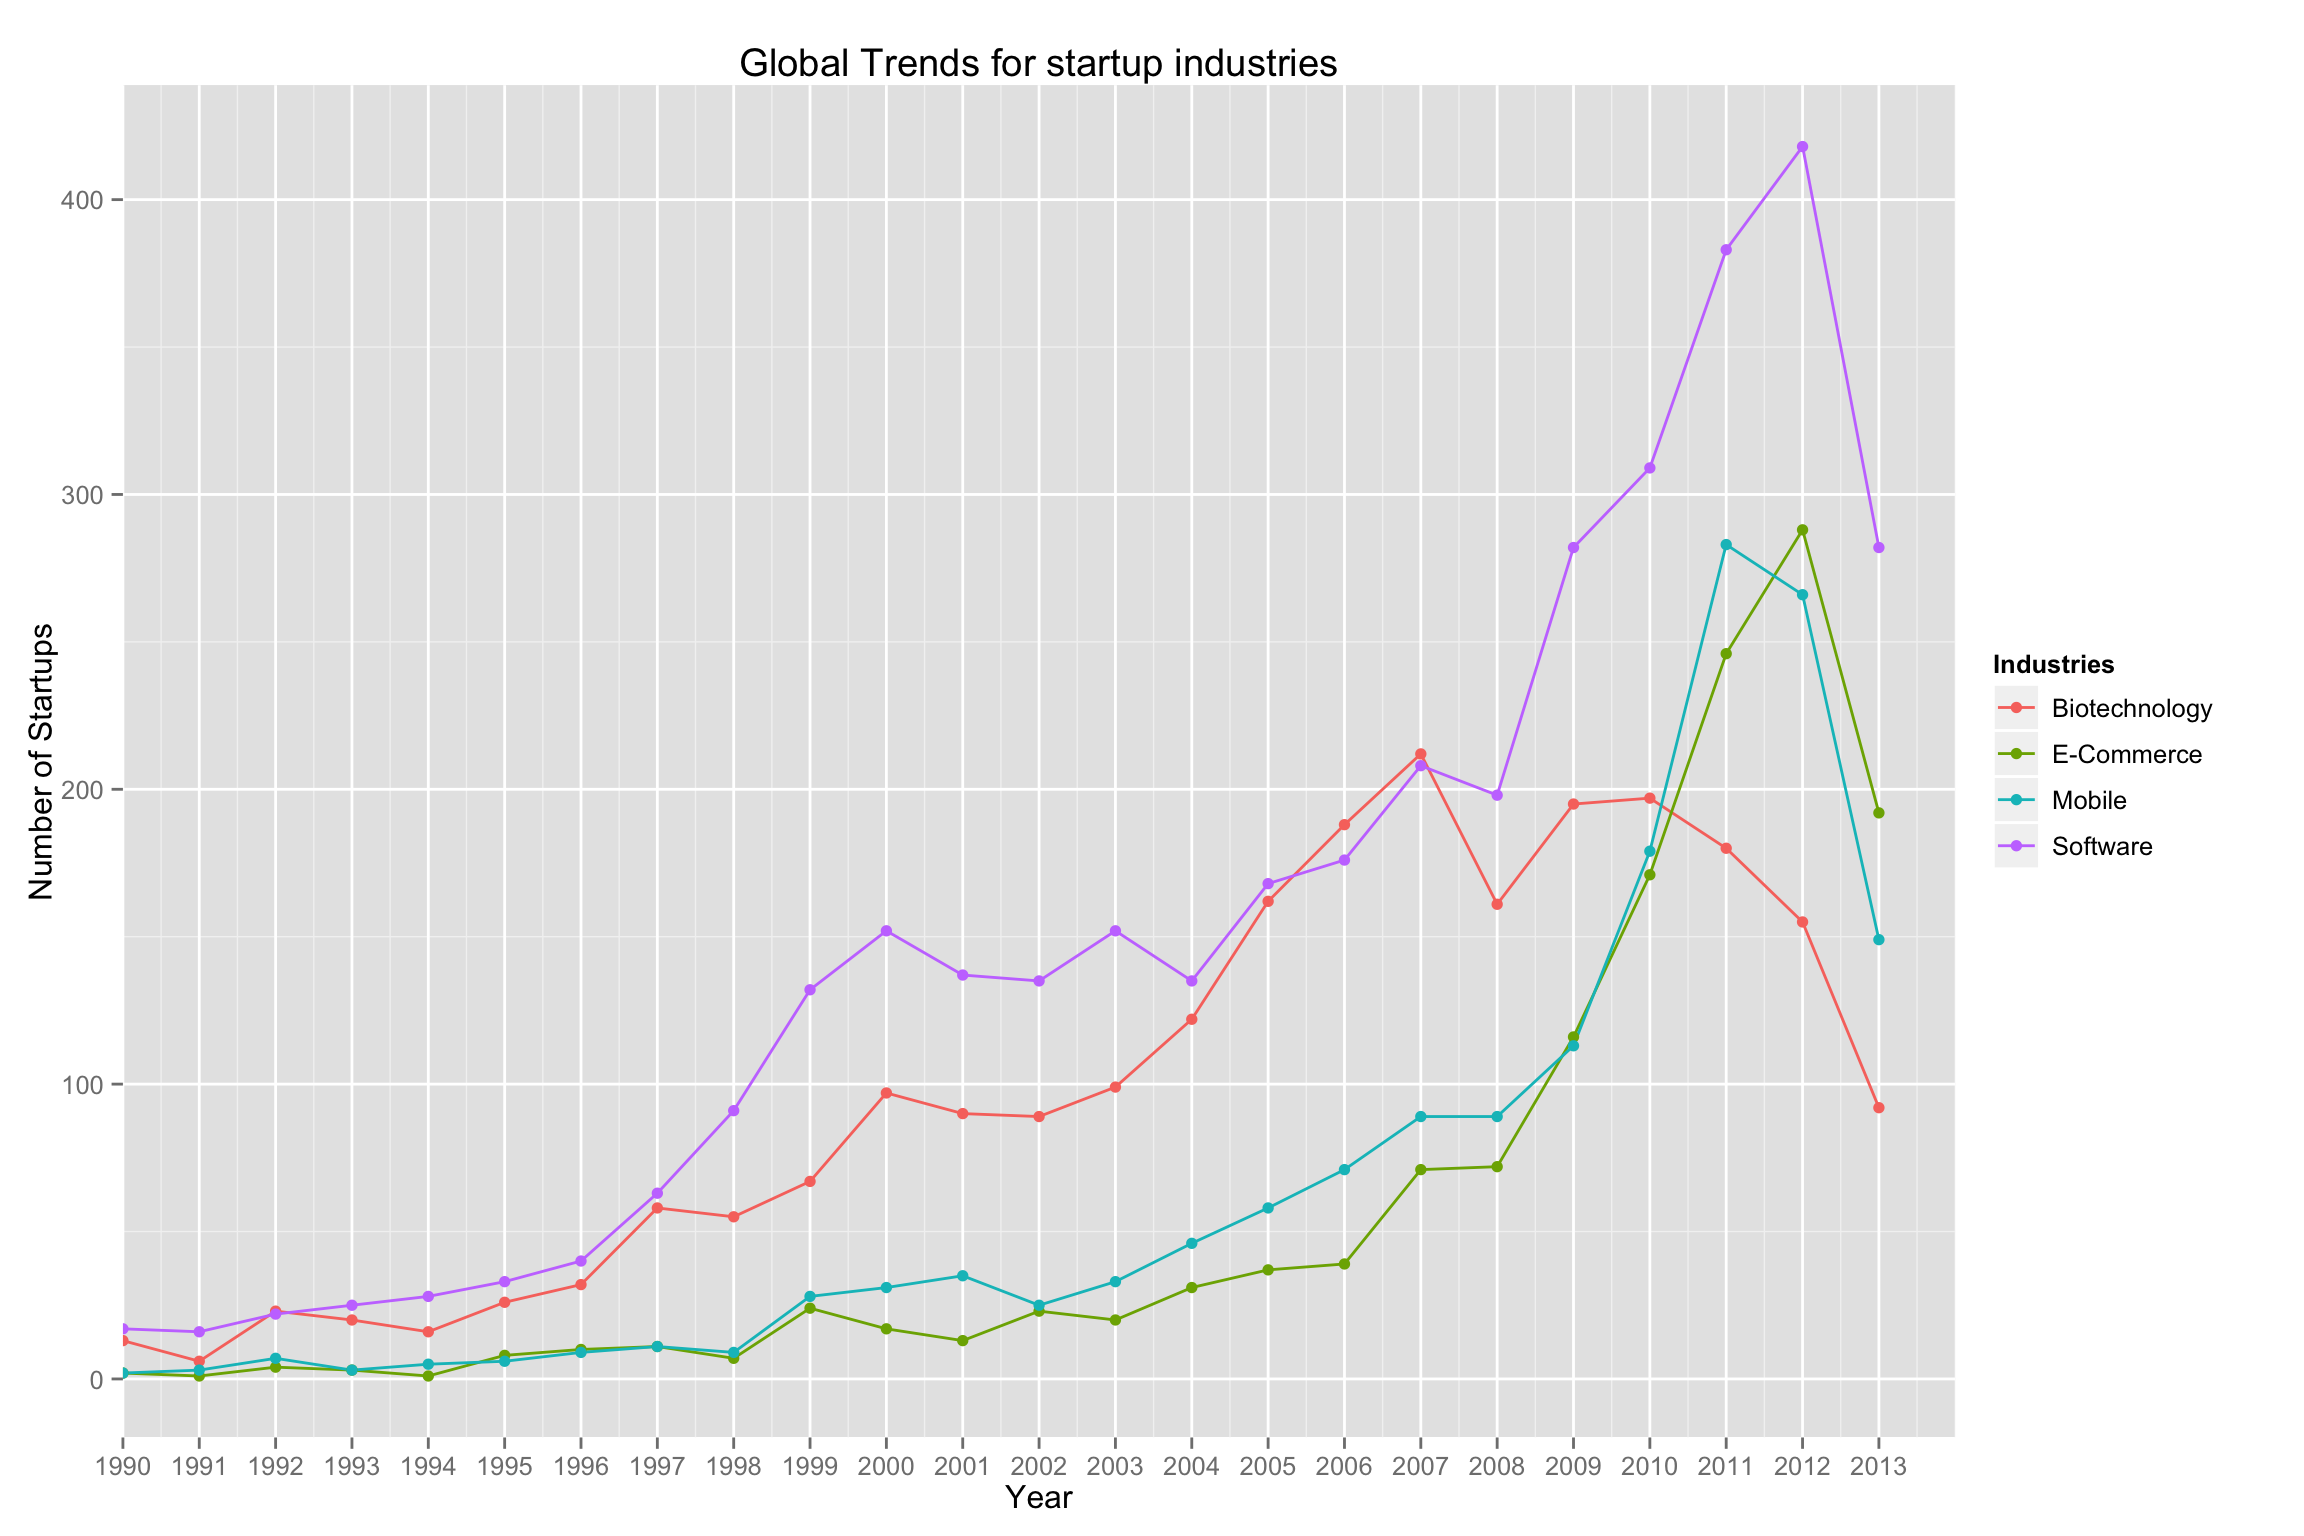 Global Trends for startup industries
Number of Startups
400
300
200
100
0
1990 1991 1992 1993 1994 1995 1996 1997 1998 1999 2000 2001 2002 2003 2004 2005 2006 2007 2008 2009 2010 2011 2012 2013
Year
Industries
Biotechnology
E-Commerce
Mobile
Software